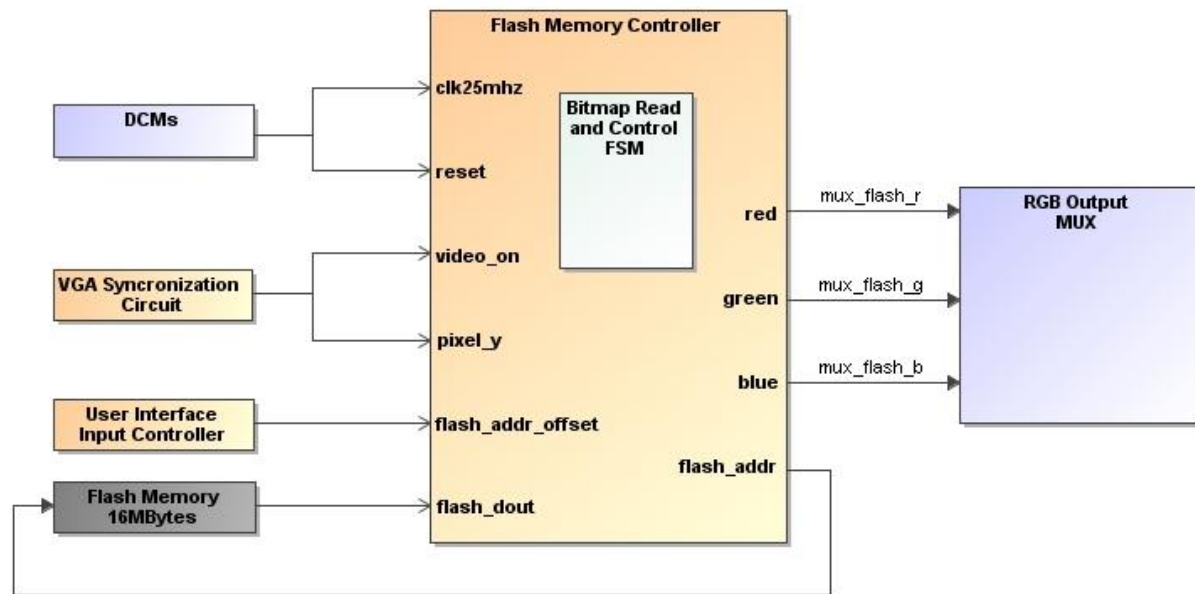 Flash Memory Controller
clk25mhz
DCMs
Bitmap Read
and Control
FSM
reset
mux_flash_r
red
RGB Output
MUX
video_on
VGA Syncronization
Circuit
mux_flash_g
green
pixel_y
mux_flash_b
blue
User Interface
Input Controller
flash_addr_offset
flash_addr
Flash Memory
16MBytes
flash_dout